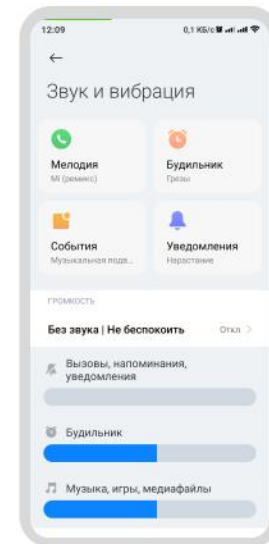 12:09 0,1 КБ/с
Звук и вибрация
Мелодия
Mi (ремикс)
Будильник
Грезы
События
Музыкальная подв...
Уведомления
Нарастание
ГРОМКОСТЬ
Без звука | Не беспокоить Откл >
Вызовы, напоминания,
уведомления
Будильник
Музыка, игры, медиафайлы